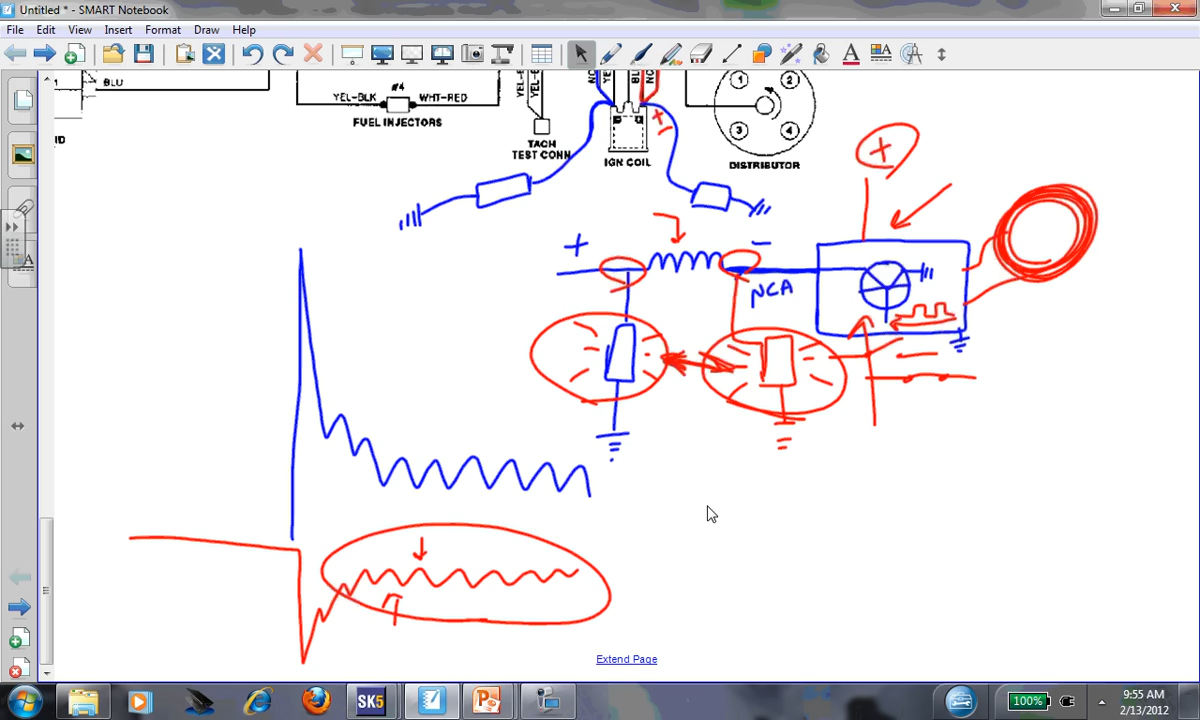 Untitled * - SMART Notebook
File Edit View Insert Format Draw Help
1
BLU
#4
YEL-BLK WHT-RED
FUEL INJECTORS
TACH
TEST CONN
IGN COIL
1 2
3 4
DISTRIBUTOR
+
+ -
NCA
Extend Page
SK5
100%
9:55 AM
2/13/2012